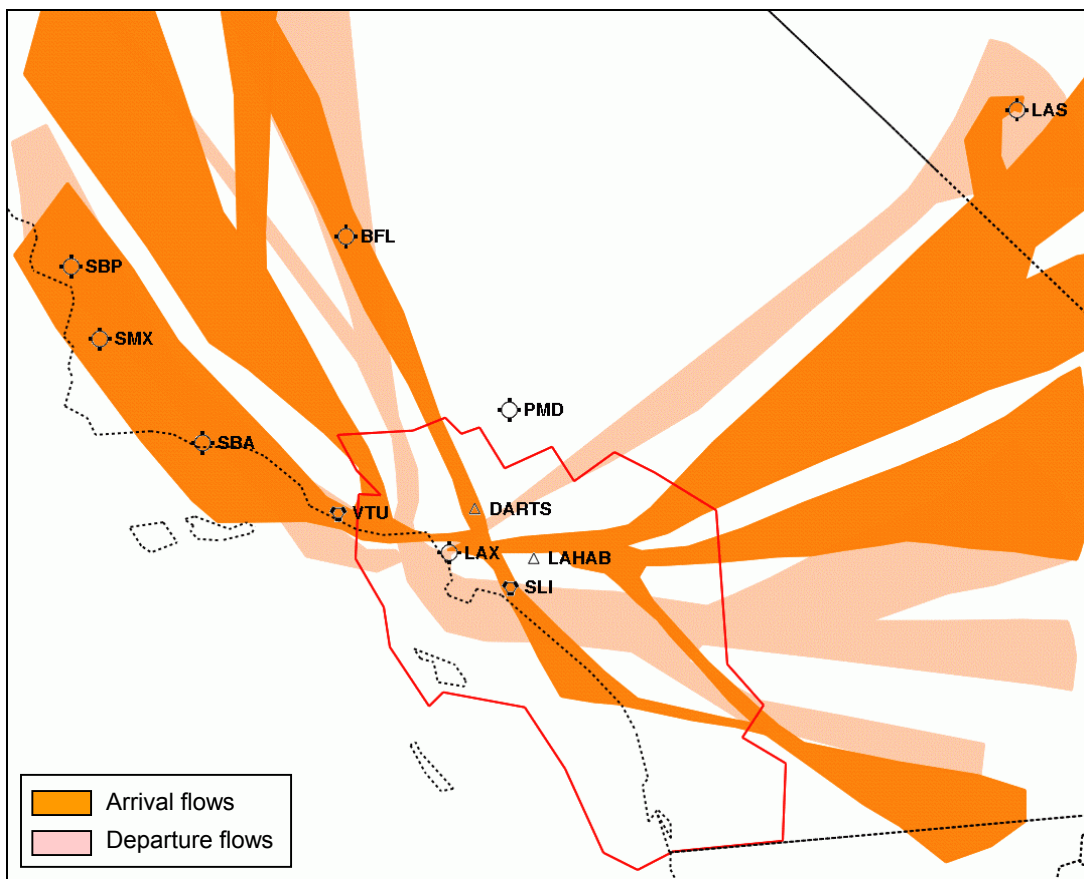 LAS
BFL
SBP
SMX
PMD
SBA
DARTS
VTU
LAX
LAHAB
SLI
Arrival flows
Departure flows